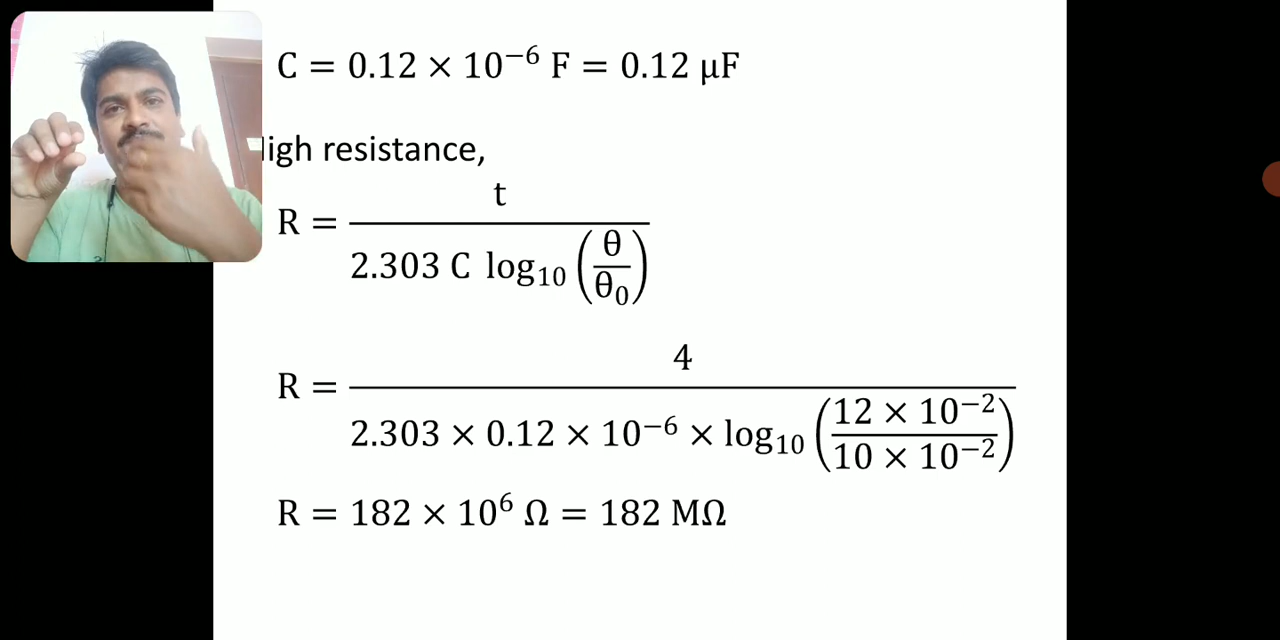 C = 0.12 × 10⁻⁶ F = 0.12 μF
igh resistance,
R = t / (2.303 C log₁₀ (θ/θ₀))
R = 4 / (2.303 × 0.12 × 10⁻⁶ × log₁₀ ((12 × 10⁻²)/(10 × 10⁻²)))
R = 182 × 10⁶ Ω = 182 MΩ